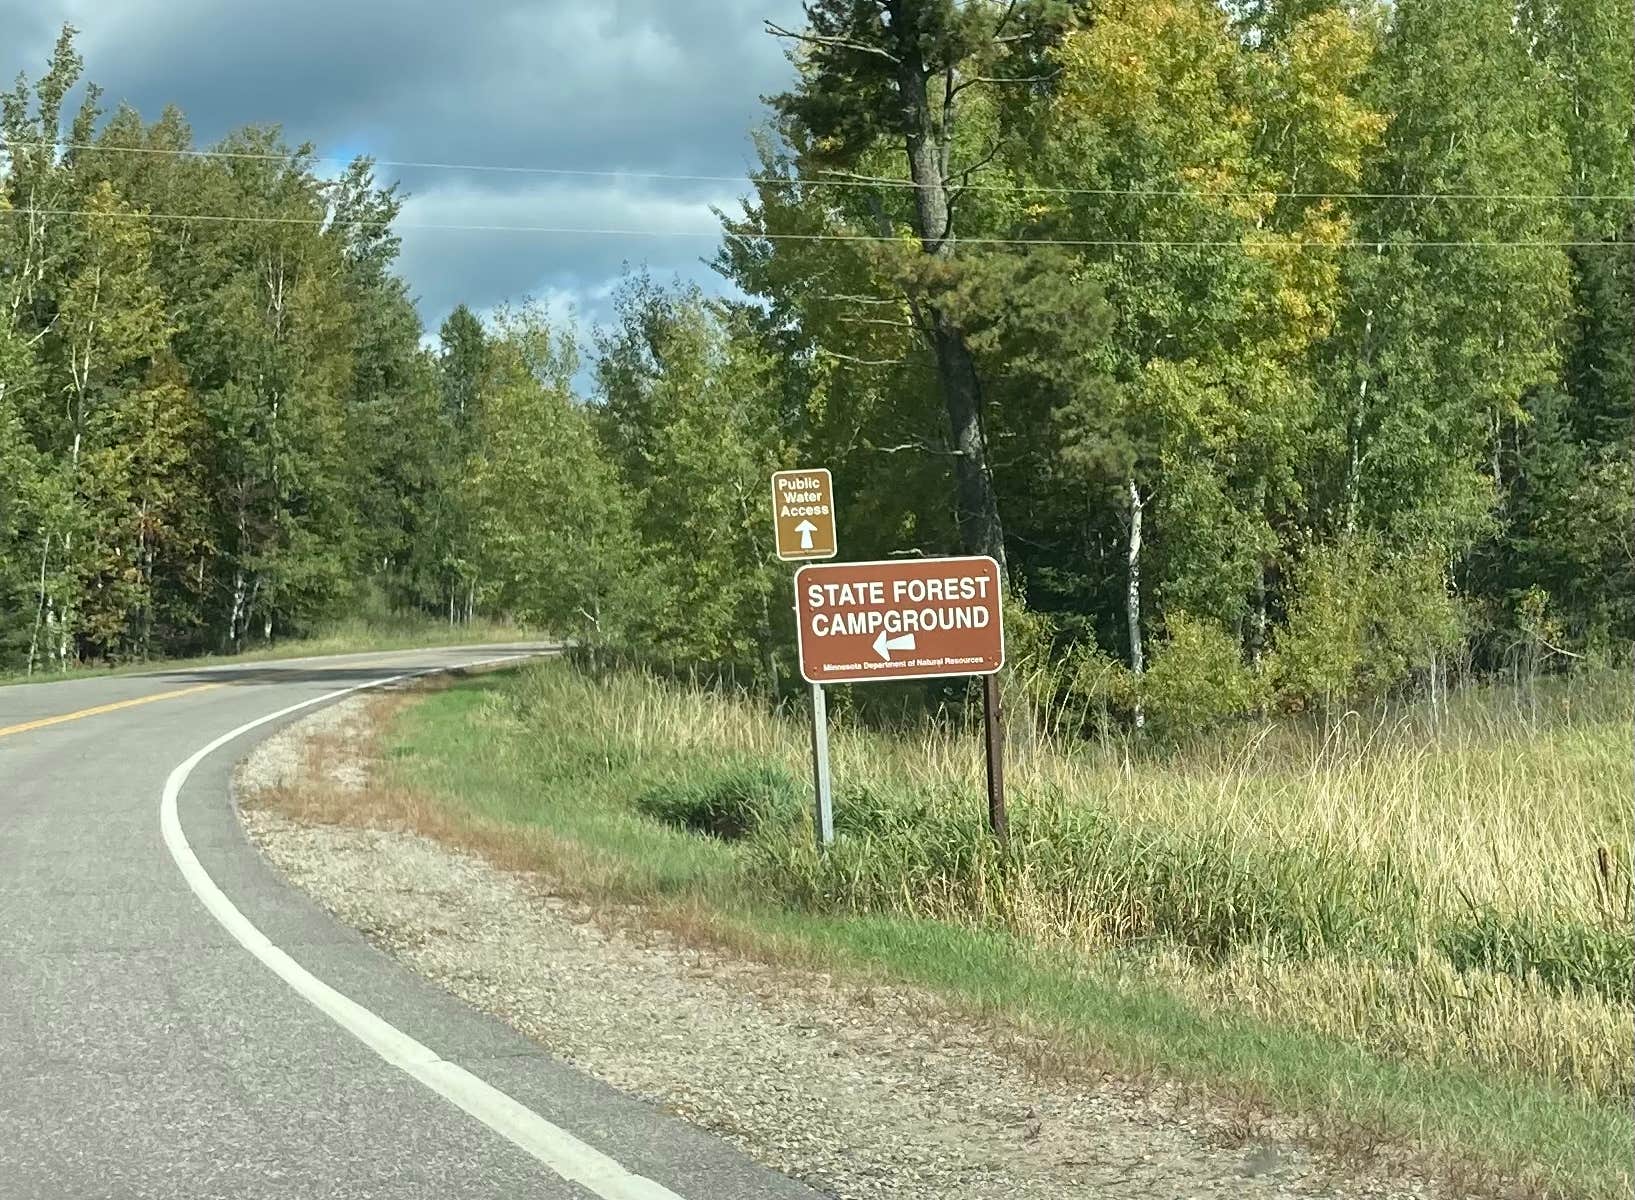 Public
Water
Access
STATE FOREST
CAMPGROUND
Minnesota Department of Natural Resources